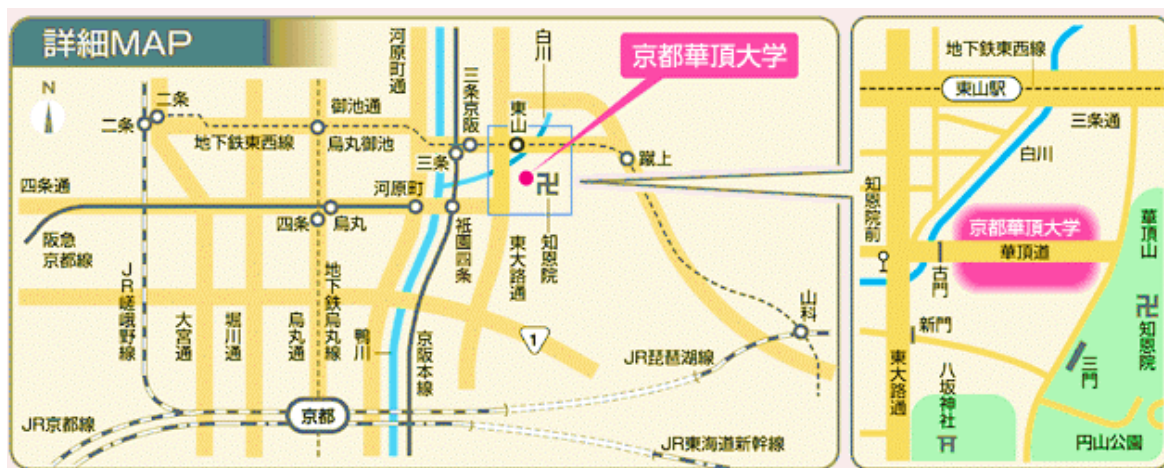 詳細MAP
N
二条
二条
地下鉄東西線
御池通
烏丸御池
河原町通
三条京阪
三条
白川
東山
京都華頂大学
蹴上
四条通
阪急
京都線
四条
烏丸
河原町
祇園四条
東大路通
知恩院
JR嵯峨野線
大宮通
堀川通
烏丸通
地下鉄烏丸線
鴨川
京阪本線
1
山科
JR琵琶湖線
JR京都線
京都
JR東海道新幹線
地下鉄東西線
東山駅
三条通
白川
知恩院前
京都華頂大学
華頂道
華頂山
古門
新門
知恩院
三門
東大路通
八坂神社
円山公園